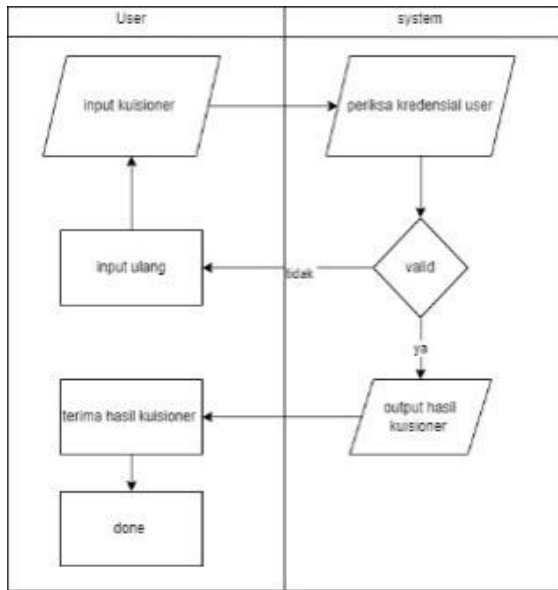 User
system
input kuisioner
periksa kredensial user
input ulang
tidak
valid
ya
terima hasil kuisioner
output hasil
kuisioner
done